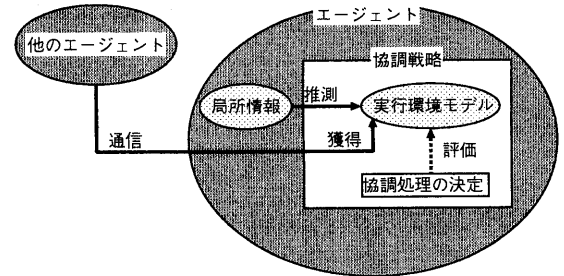 エージェント
他のエージェント
協調戦略
局所情報
推測
実行環境モデル
通信
獲得
評価
協調処理の決定